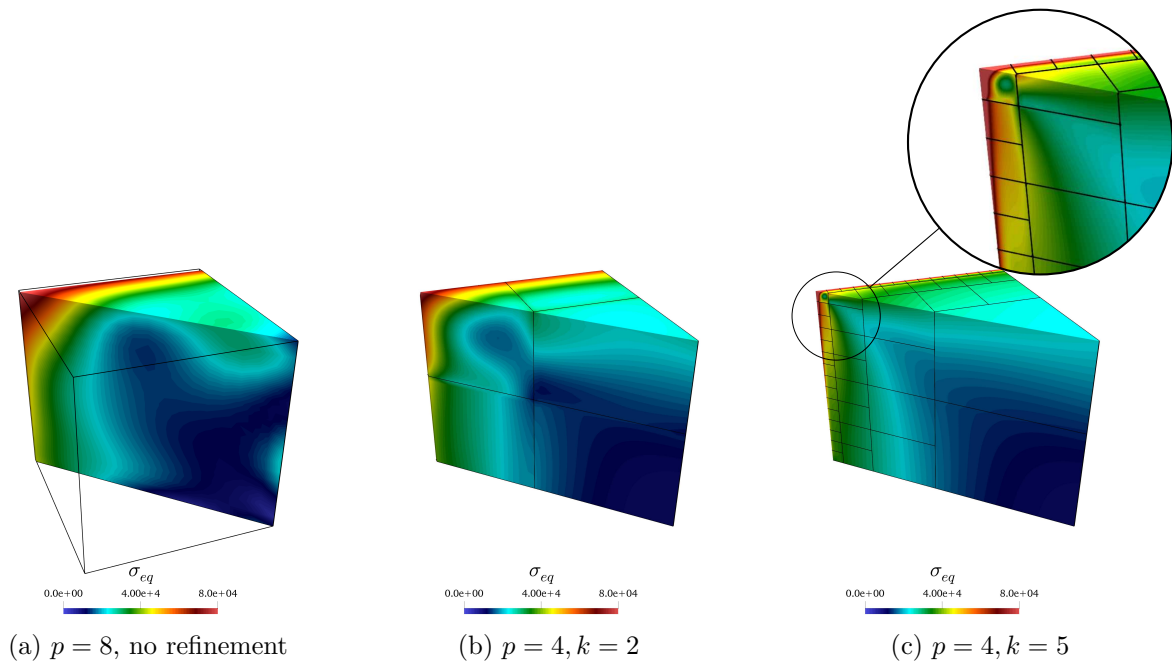 σ_eq
0.0e+00 4.00e+4 8.0e+04
(a) p = 8, no refinement
σ_eq
0.0e+00 4.00e+4 8.0e+04
(b) p = 4, k = 2
σ_eq
0.0e+00 4.00e+4 8.0e+04
(c) p = 4, k = 5